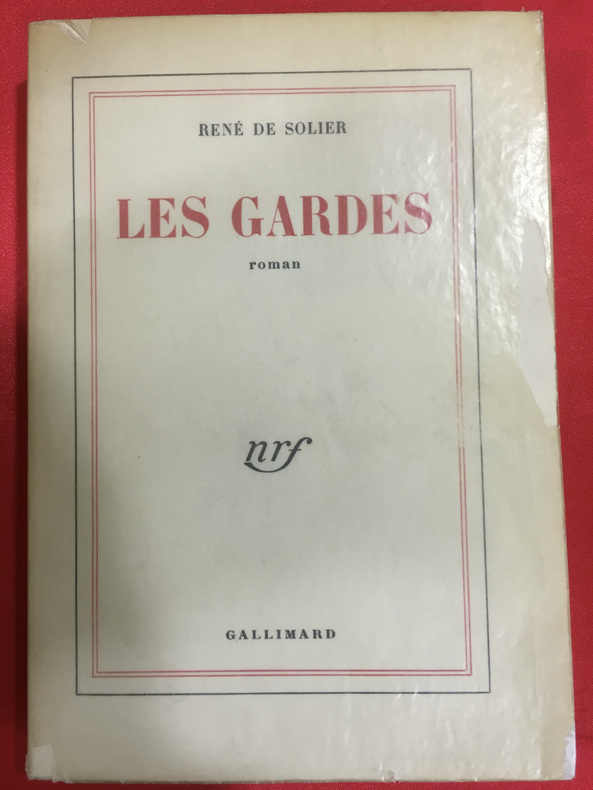 RENÉ DE SOLIER
LES GARDES
roman
nrf
GALLIMARD